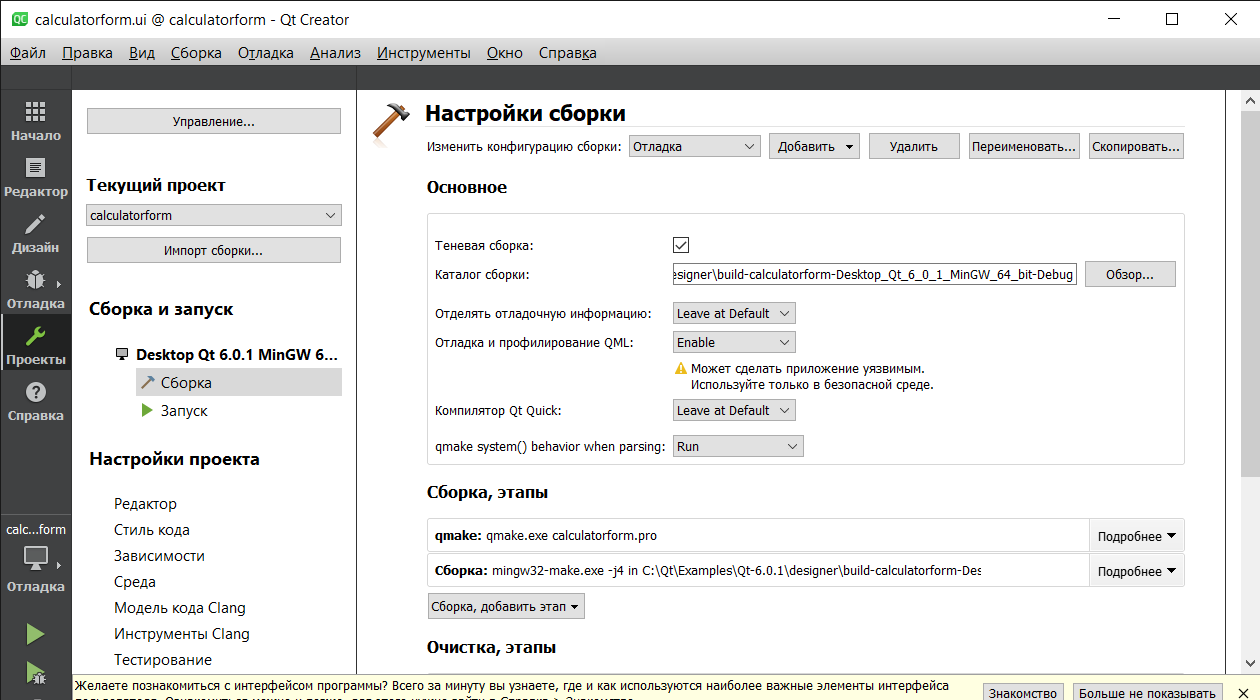 calculatorform.ui @ calculatorform - Qt Creator
Файл Правка Вид Сборка Отладка Анализ Инструменты Окно Справка
Начало
Редактор
Дизайн
Отладка
Проекты
Справка
calc...form
Отладка
Управление...
Текущий проект
calculatorform
Импорт сборки...
Сборка и запуск
Desktop Qt 6.0.1 MinGW 6...
Сборка
Запуск
Настройки проекта
Редактор
Стиль кода
Зависимости
Среда
Модель кода Clang
Инструменты Clang
Тестирование
Настройки сборки
Изменить конфигурацию сборки: Отладка Добавить Удалить Переименовать... Скопировать...
Основное
Теневая сборка:
Каталог сборки: esigner\build-calculatorform-Desktop_Qt_6_0_1_MinGW_64_bit-Debug Обзор...
Отделять отладочную информацию: Leave at Default
Отладка и профилирование QML: Enable
Может сделать приложение уязвимым.
Используйте только в безопасной среде.
Компилятор Qt Quick: Leave at Default
qmake system() behavior when parsing: Run
Сборка, этапы
qmake: qmake.exe calculatorform.pro Подробнее
Сборка: mingw32-make.exe -j4 in C:\Qt\Examples\Qt-6.0.1\designer\build-calculatorform-Des Подробнее
Сборка, добавить этап
Очистка, этапы
Желаете познакомиться с интерфейсом программы? Всего за минуту вы узнаете, где и как используются наиболее важные элементы интерфейса
Знакомство Больше не показывать